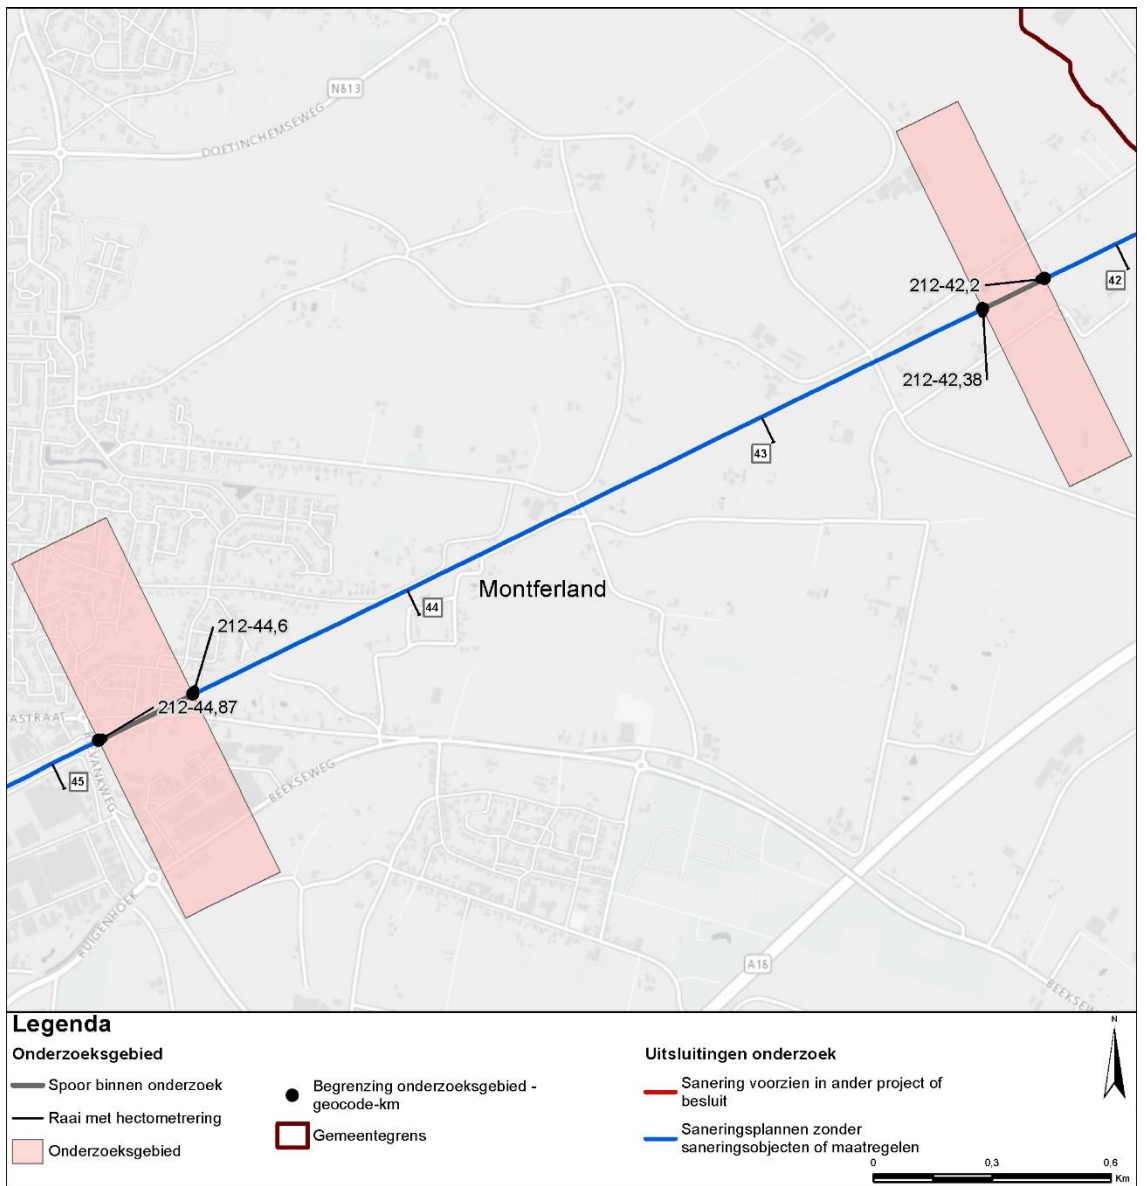 N813
DOETINCHEMSEWEG
212-42,2
42
212-42,38
43
Montferland
44
212-44,6
212-44,87
ASTRAAT
45
VANKWEG
BEEKSEWEG
RUIGENHOEK
A18
BEEKSEWEG
Legenda
Onderzoeksgebied
Spoor binnen onderzoek
Raai met hectometrering
Onderzoeksgebied
Begrenzing onderzoeksgebied -
geocode-km
Gemeentegrens
Uitsluitingen onderzoek
Sanering voorzien in ander project of
besluit
Saneringsplannen zonder
saneringsobjecten of maatregelen
N
0 0,3 0,6
Km